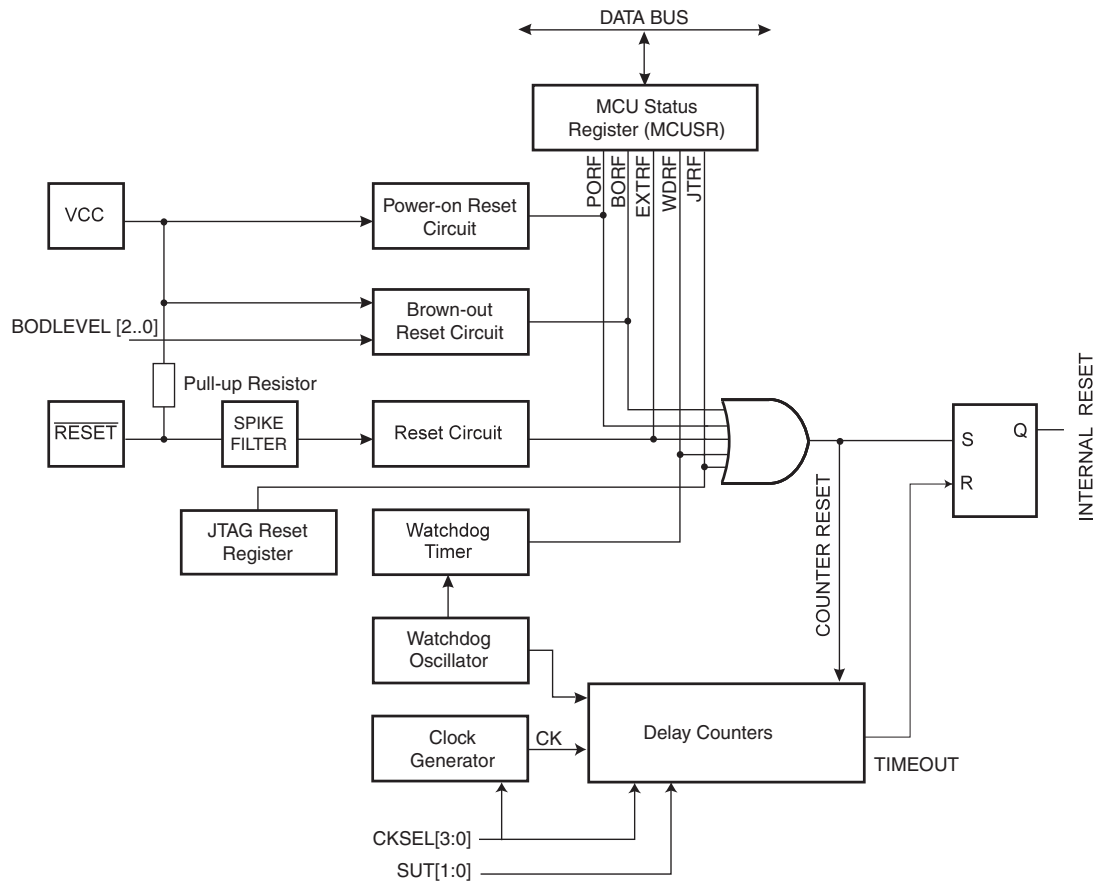 DATA BUS
MCU Status
Register (MCUSR)
PORF
BORF
EXTRF
WDRF
JTRF
VCC
Power-on Reset
Circuit
Brown-out
Reset Circuit
BODLEVEL [2..0]
Pull-up Resistor
RESET
SPIKE
FILTER
Reset Circuit
JTAG Reset
Register
Watchdog
Timer
Watchdog
Oscillator
Clock
Generator
CK
Delay Counters
COUNTER RESET
S
Q
R
INTERNAL RESET
TIMEOUT
CKSEL[3:0]
SUT[1:0]